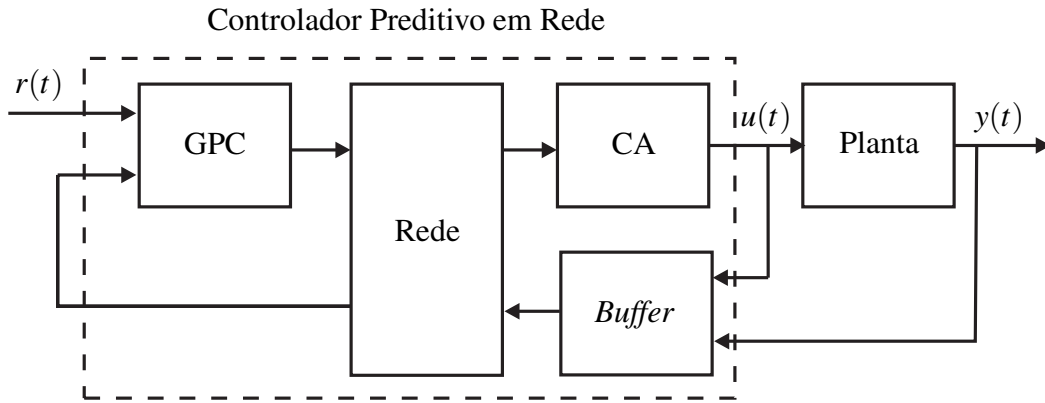 Controlador Preditivo em Rede
r(t)
GPC
Rede
CA
u(t)
Planta
y(t)
Buffer